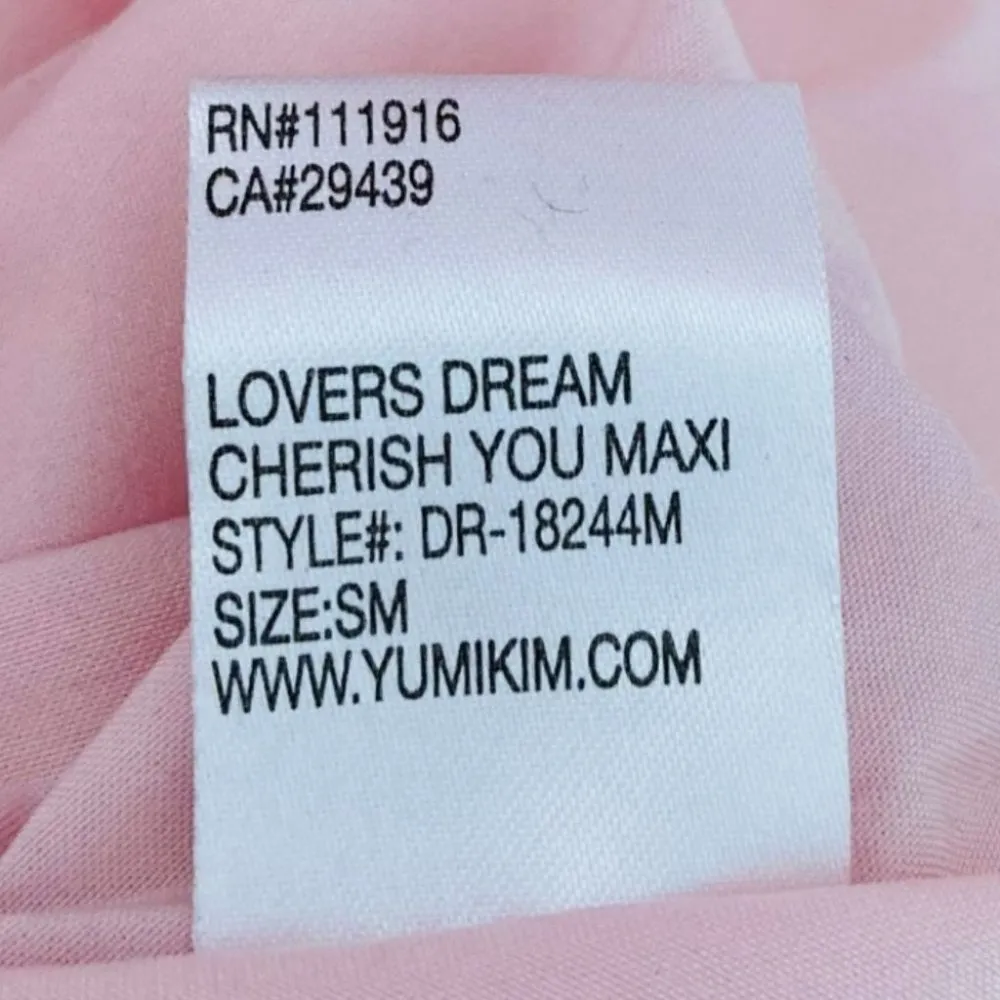 RN#111916
CA#29439
LOVERS DREAM
CHERISH YOU MAXI
STYLE#: DR-18244M
SIZE:SM
WWW.YUMIKIM.COM